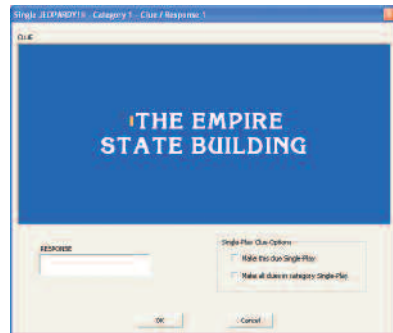 Single JEOPARDY!® - Category 1 - Clue / Response 1
CLUE
THE EMPIRE
STATE BUILDING
RESPONSE
Single-Play Clue Options
Make this clue Single-Play
Make all clues in category Single-Play
OK
Cancel